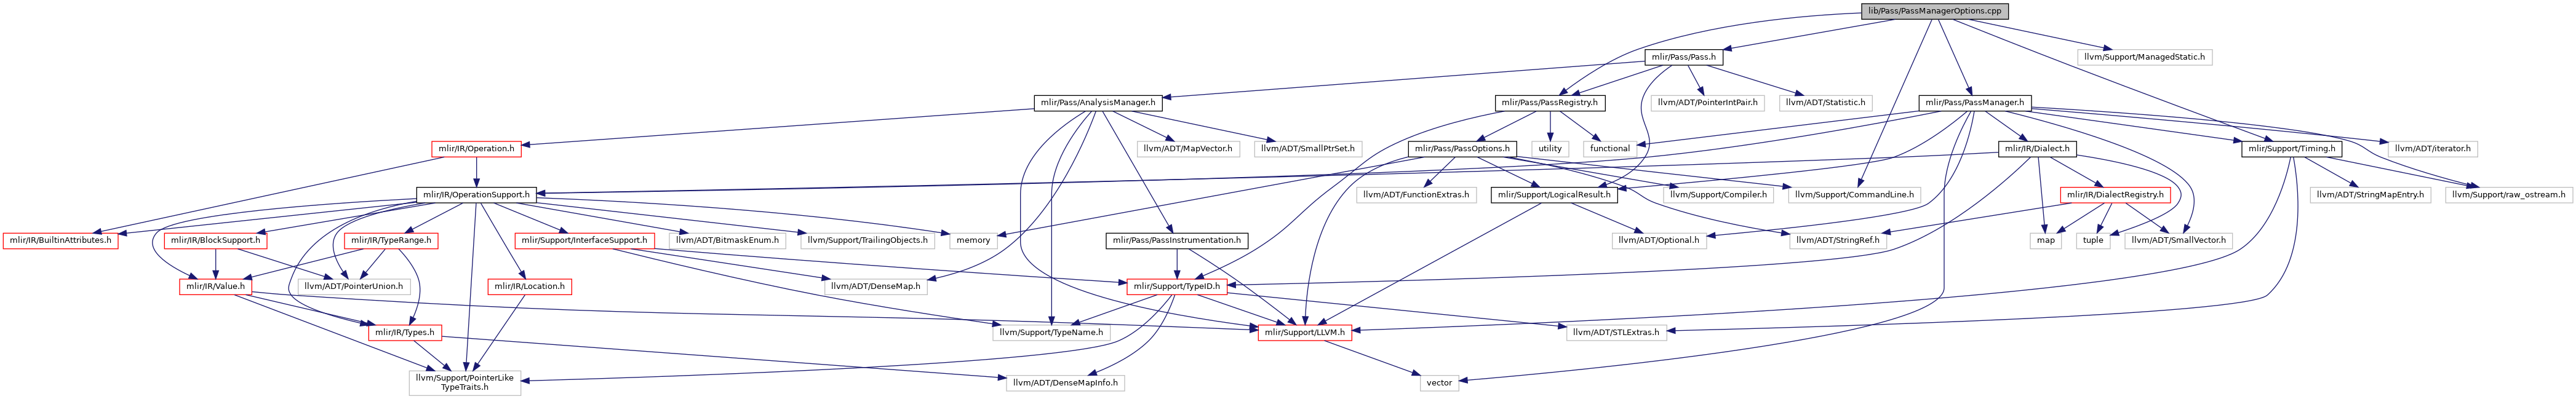 lib/Pass/PassManagerOptions.cpp
mlir/Pass/Pass.h
llvm/Support/ManagedStatic.h
mlir/Pass/AnalysisManager.h
mlir/Pass/PassRegistry.h
llvm/ADT/PointerIntPair.h
llvm/ADT/Statistic.h
mlir/Pass/PassManager.h
mlir/IR/Operation.h
llvm/ADT/MapVector.h
llvm/ADT/SmallPtrSet.h
mlir/Pass/PassOptions.h
utility
functional
mlir/IR/Dialect.h
mlir/Support/Timing.h
llvm/ADT/iterator.h
mlir/IR/OperationSupport.h
llvm/ADT/FunctionExtras.h
mlir/Support/LogicalResult.h
llvm/Support/Compiler.h
llvm/Support/CommandLine.h
mlir/IR/DialectRegistry.h
llvm/ADT/StringMapEntry.h
llvm/Support/raw_ostream.h
mlir/IR/BuiltinAttributes.h
mlir/IR/BlockSupport.h
mlir/IR/TypeRange.h
mlir/Support/InterfaceSupport.h
llvm/ADT/BitmaskEnum.h
llvm/Support/TrailingObjects.h
memory
mlir/Pass/PassInstrumentation.h
llvm/ADT/Optional.h
llvm/ADT/StringRef.h
map
tuple
llvm/ADT/SmallVector.h
mlir/IR/Value.h
llvm/ADT/PointerUnion.h
mlir/IR/Location.h
llvm/ADT/DenseMap.h
mlir/Support/TypeID.h
mlir/IR/Types.h
llvm/Support/TypeName.h
mlir/Support/LLVM.h
llvm/ADT/STLExtras.h
llvm/Support/PointerLike
TypeTraits.h
llvm/ADT/DenseMapInfo.h
vector